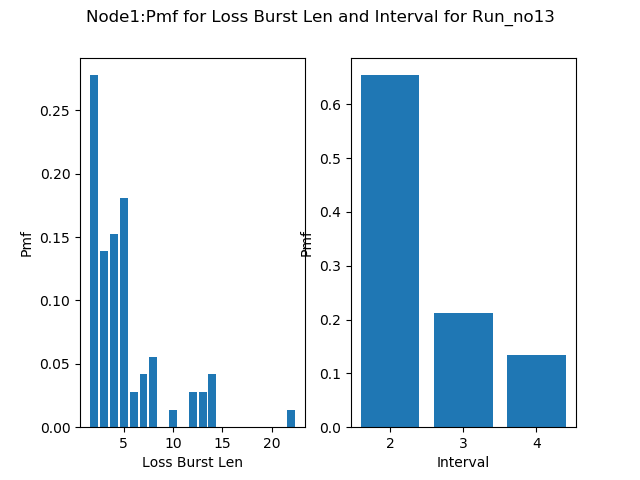 Node1:Pmf for Loss Burst Len and Interval for Run_no13
Pmf
0.25
0.20
0.15
0.10
0.05
0.00
5 10 15 20
Loss Burst Len
Pmf
0.6
0.5
0.4
0.3
0.2
0.1
0.0
2 3 4
Interval